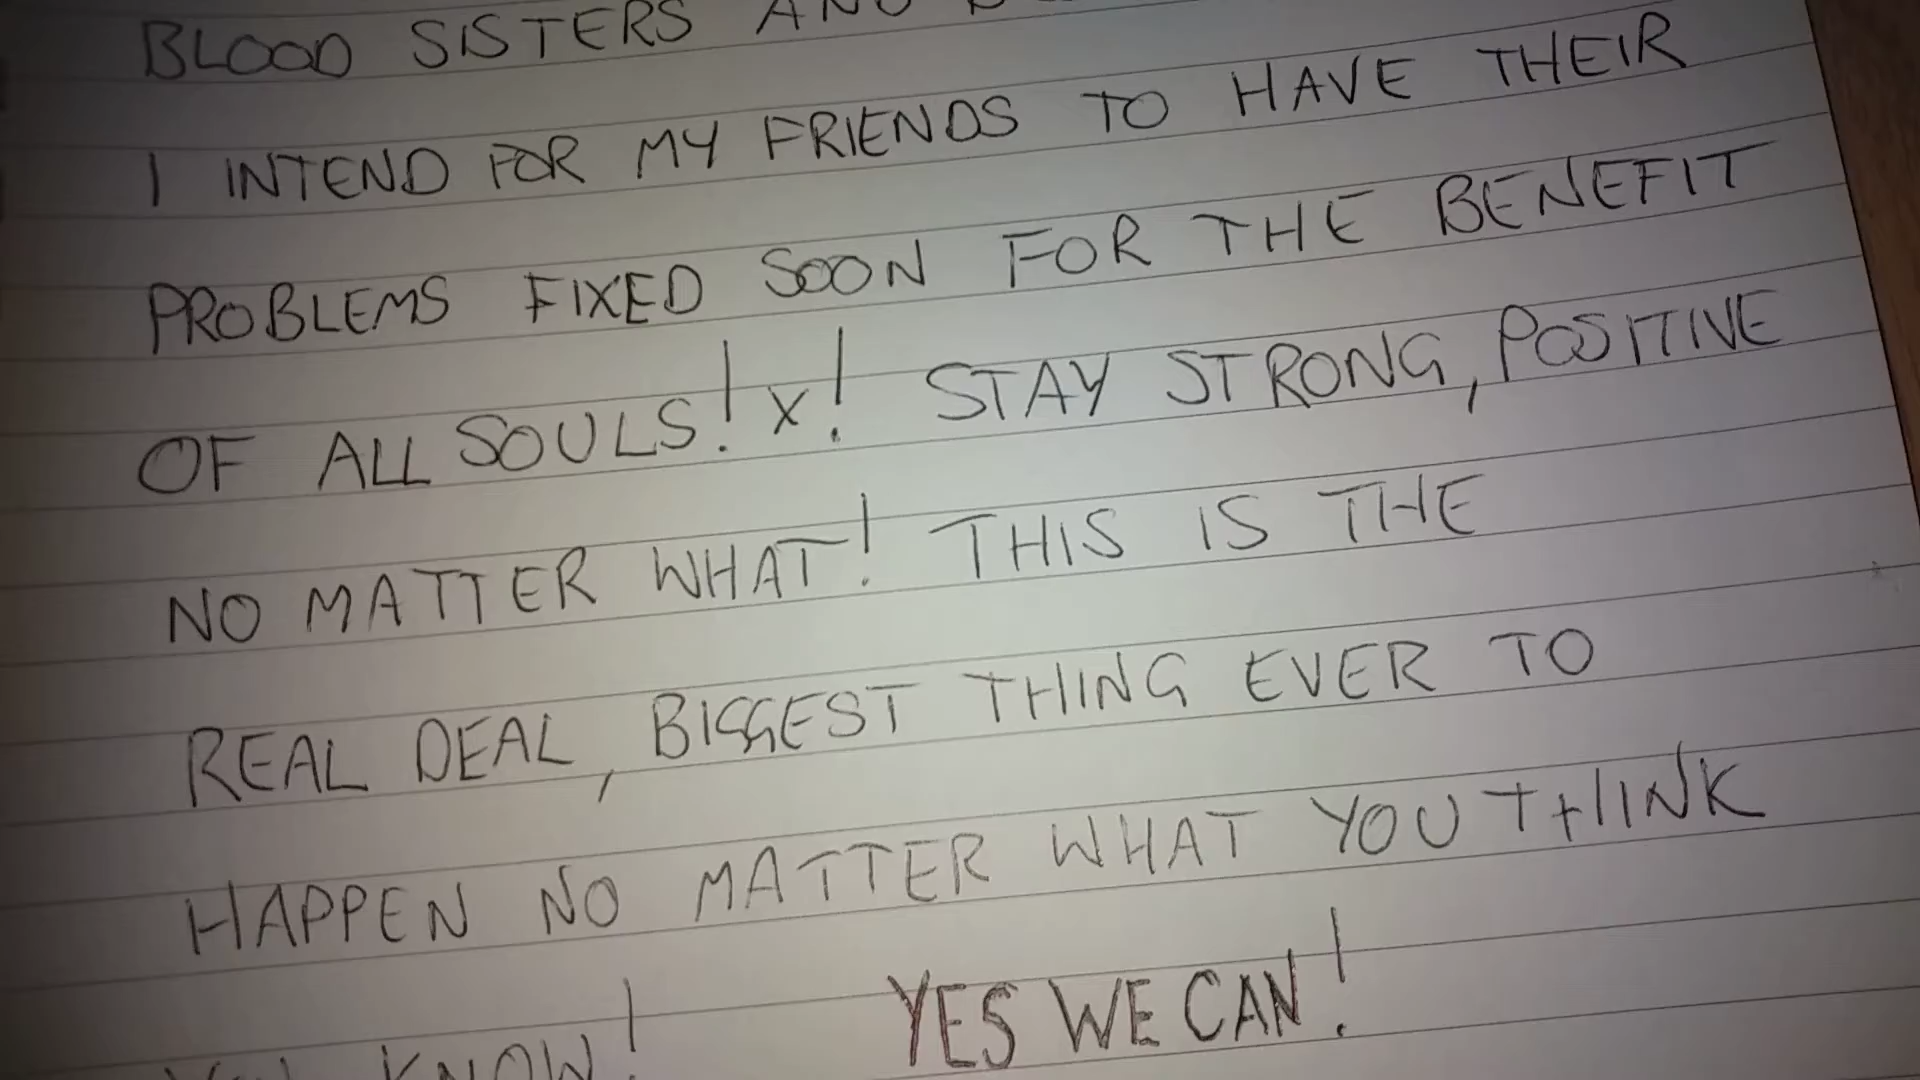 BLOOD SISTERS AND
I INTEND FOR MY FRIENDS TO HAVE THEIR
PROBLEMS FIXED SOON FOR THE BENEFIT
OF ALL SOULS!x! STAY STRONG, POSITIVE
NO MATTER WHAT! THIS IS THE
REAL DEAL, BIGGEST THING EVER TO
HAPPEN NO MATTER WHAT YOU THINK
YOU KNOW! YES WE CAN!